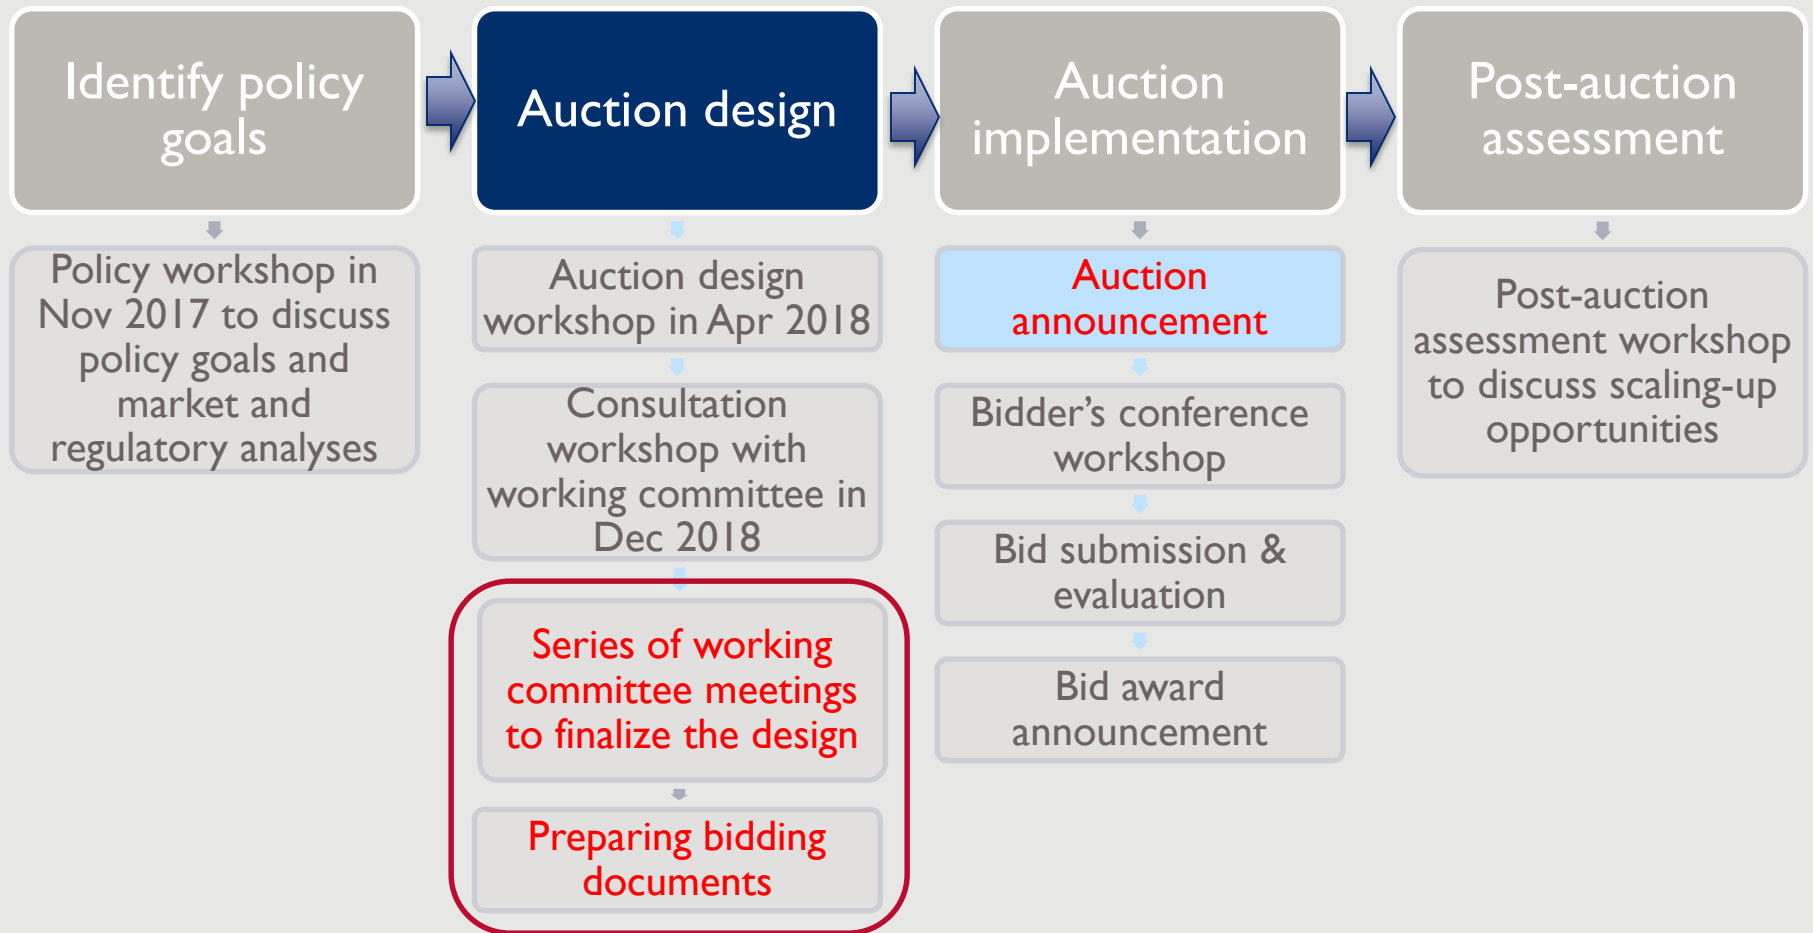 Identify policy
goals
Auction design
Auction
implementation
Post-auction
assessment
Policy workshop in
Nov 2017 to discuss
policy goals and
market and
regulatory analyses
Auction design
workshop in Apr 2018
Consultation
workshop with
working committee in
Dec 2018
Series of working
committee meetings
to finalize the design
Preparing bidding
documents
Auction
announcement
Bidder’s conference
workshop
Bid submission &
evaluation
Bid award
announcement
Post-auction
assessment workshop
to discuss scaling-up
opportunities